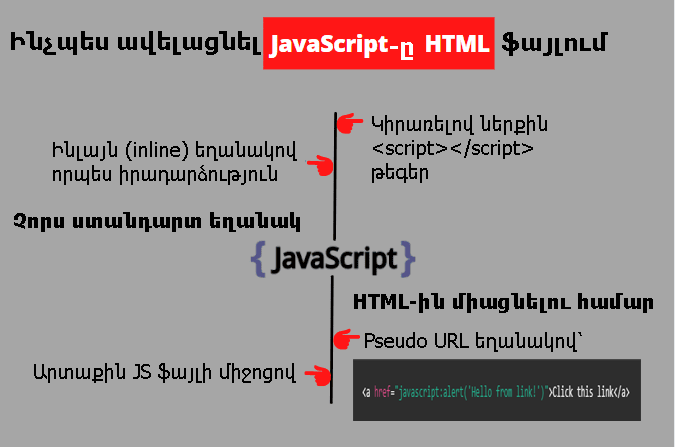 Ինչպես ավելացնել JavaScript-ը HTML ֆայլում
Կիրառելով ներքին
<script></script>
թեգեր
Ինլայն (inline) եղանակով
որպես իրադարձություն
Չորս ստանդարտ եղանակ
{ JavaScript }
HTML-ին միացնելու համար
Pseudo URL եղանակով՝
Արտաքին JS ֆայլի միջոցով
<a href="javascript:alert('Hello from link!')">Click this link</a>